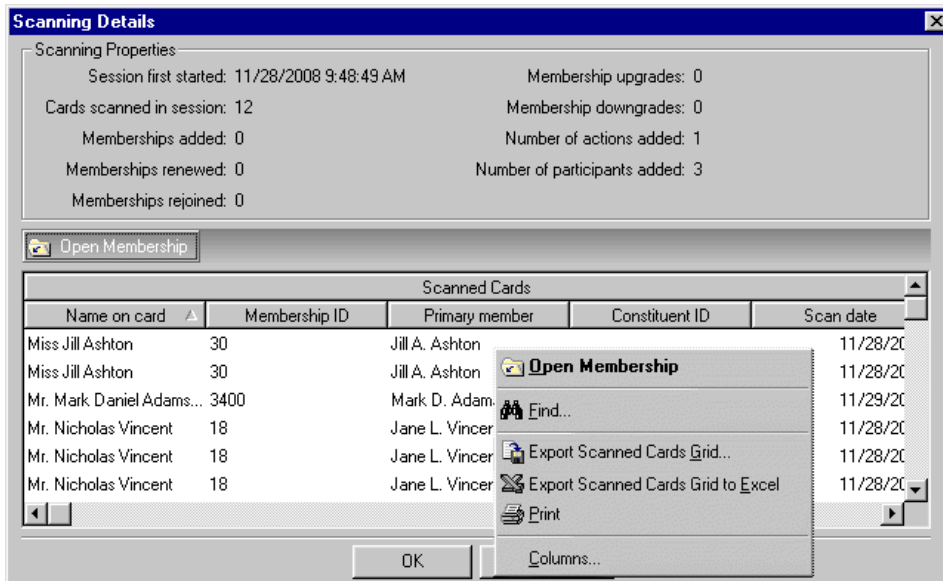 Scanning Details
Scanning Properties
Session first started: 11/28/2008 9:48:49 AM
Membership upgrades: 0
Cards scanned in session: 12
Membership downgrades: 0
Memberships added: 0
Number of actions added: 1
Memberships renewed: 0
Number of participants added: 3
Memberships rejoined: 0
Open Membership
Scanned Cards
Name on card Membership ID Primary member Constituent ID Scan date
Miss Jill Ashton 30 Jill A. Ashton 11/28/20
Miss Jill Ashton 30 Jill A. Ashton 11/28/20
Mr. Mark Daniel Adams... 3400 Mark D. Adam 11/29/20
Mr. Nicholas Vincent 18 Jane L. Vincer 11/28/20
Mr. Nicholas Vincent 18 Jane L. Vincer 11/28/20
Mr. Nicholas Vincent 18 Jane L. Vincer 11/28/20
Open Membership
Find...
Export Scanned Cards Grid...
Export Scanned Cards Grid to Excel
Print
Columns...
OK